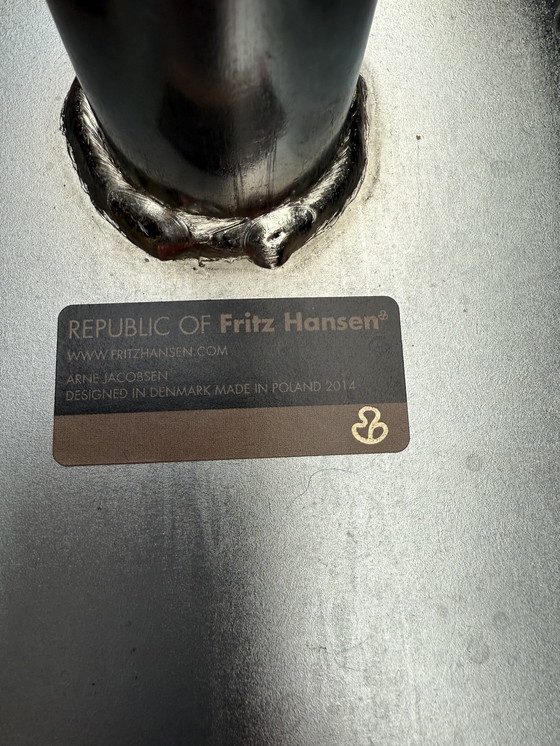 REPUBLIC OF Fritz Hansen
WWW.FRITZHANSEN.COM
ARNE JACOBSEN
DESIGNED IN DENMARK MADE IN POLAND 2014